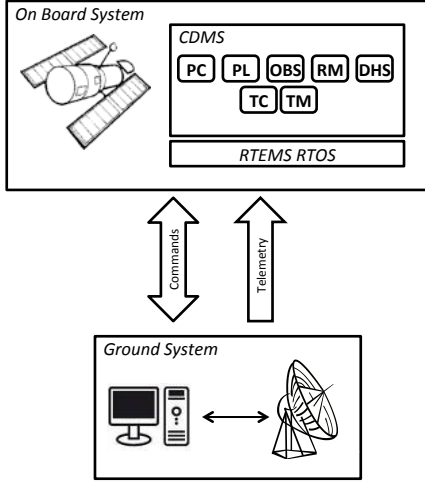 On Board System
CDMS
PC PL OBS RM DHS
TC TM
RTEMS RTOS
Commands
Telemetry
Ground System